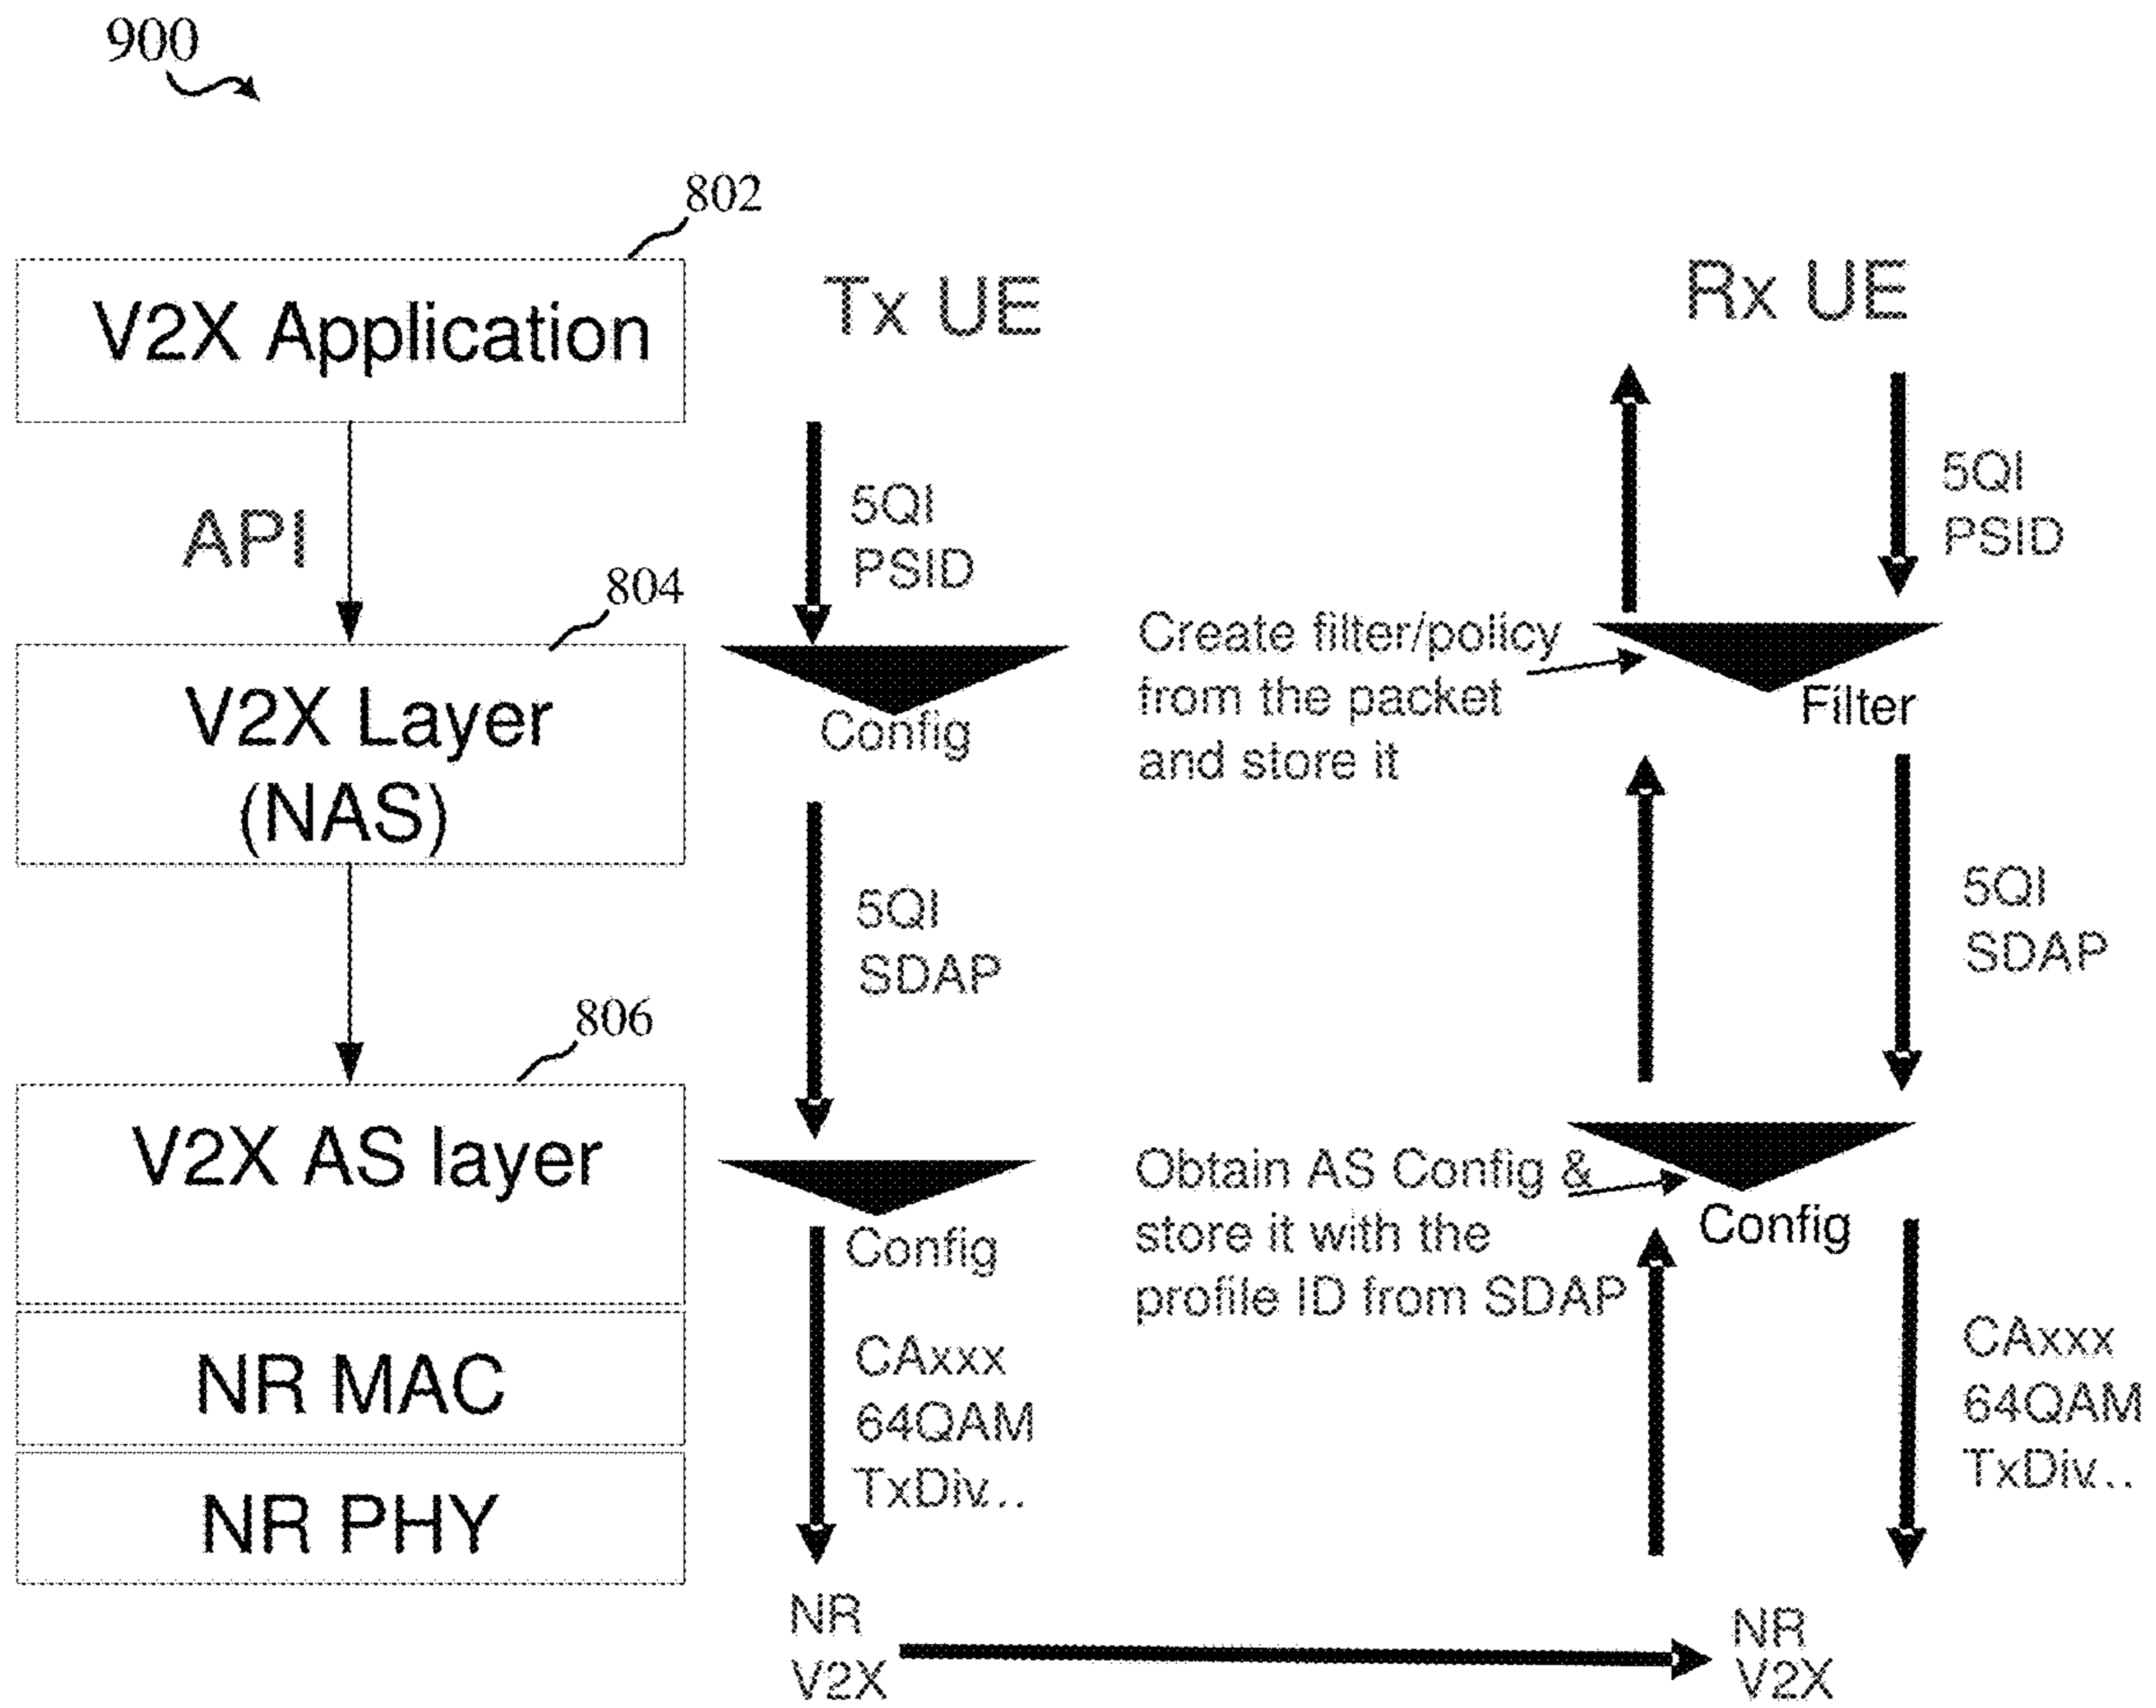 900
802
V2X Application
Tx UE
Rx UE
API
5QI
PSID
5QI
PSID
804
V2X Layer
(NAS)
Config
Create filter/policy
from the packet
and store it
Filter
5QI
SDAP
5QI
SDAP
806
V2X AS layer
Config
Obtain AS Config &
store it with the
profile ID from SDAP
Config
NR MAC
NR PHY
CAxxx
64QAM
TxDiv...
CAxxx
64QAM
TxDiv...
NR
V2X
NR
V2X